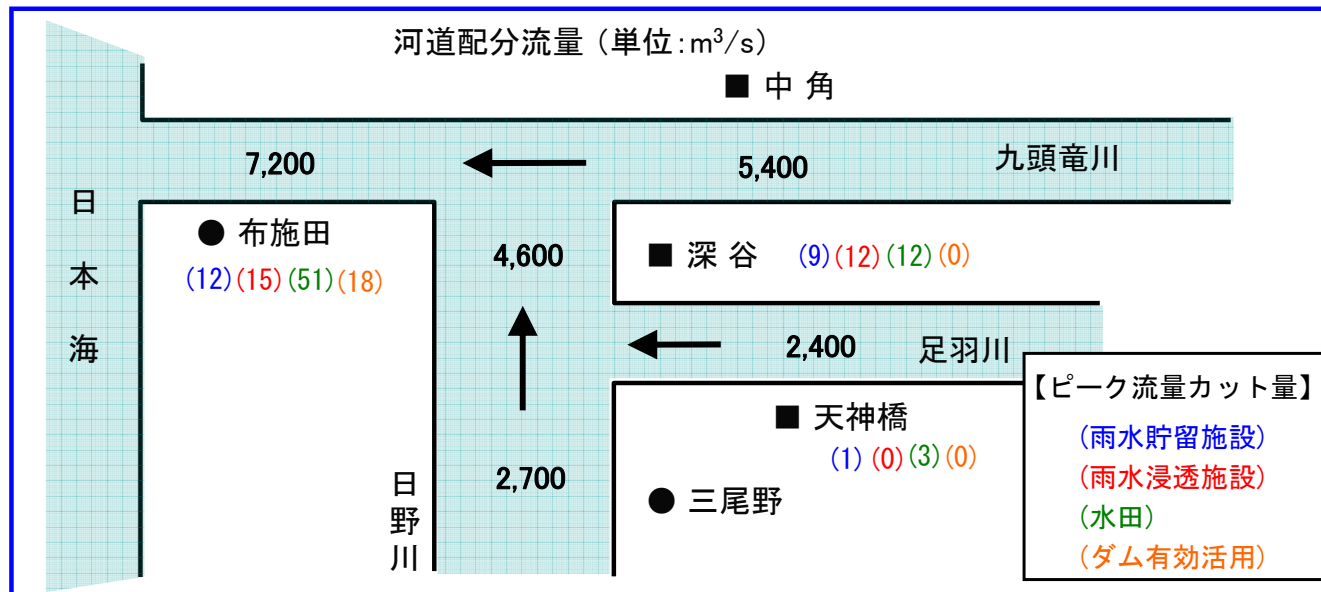 河道配分流量（単位：m³/s）
■ 中 角
7,200
5,400
九頭竜川
日本海
● 布施田
(12)(15)(51)(18)
4,600
■ 深 谷 (9)(12)(12)(0)
2,400
足羽川
■ 天神橋
(1)(0)(3)(0)
日野川
2,700
● 三尾野
【ピーク流量カット量】
(雨水貯留施設)
(雨水浸透施設)
(水田)
(ダム有効活用)